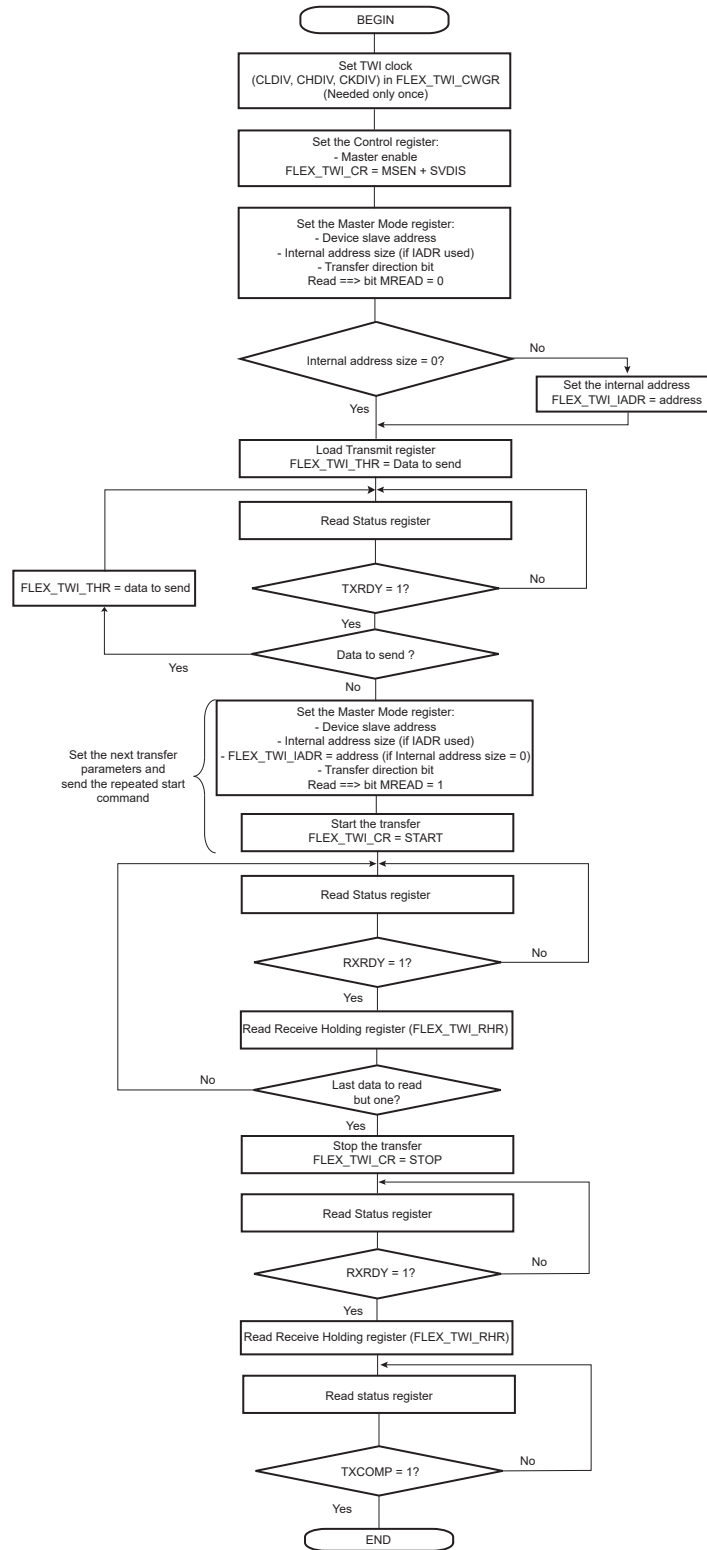 BEGIN
Set TWI clock
(CLDIV, CHDIV, CKDIV) in FLEX_TWI_CWGR
(Needed only once)
Set the Control register:
- Master enable
FLEX_TWI_CR = MSEN + SVDIS
Set the Master Mode register:
- Device slave address
- Internal address size (if IADR used)
- Transfer direction bit
Read ==> bit MREAD = 0
Internal address size = 0?
No
Set the internal address
FLEX_TWI_IADR = address
Yes
Load Transmit register
FLEX_TWI_THR = Data to send
Read Status register
FLEX_TWI_THR = data to send
TXRDY = 1?
No
Yes
Data to send ?
Yes
No
Set the next transfer
parameters and
send the repeated start
command
Set the Master Mode register:
- Device slave address
- Internal address size (if IADR used)
- FLEX_TWI_IADR = address (if Internal address size = 0)
- Transfer direction bit
Read ==> bit MREAD = 1
Start the transfer
FLEX_TWI_CR = START
Read Status register
RXRDY = 1?
No
Yes
Read Receive Holding register (FLEX_TWI_RHR)
No
Last data to read
but one?
Yes
Stop the transfer
FLEX_TWI_CR = STOP
Read Status register
RXRDY = 1?
No
Yes
Read Receive Holding register (FLEX_TWI_RHR)
Read status register
TXCOMP = 1?
No
Yes
END